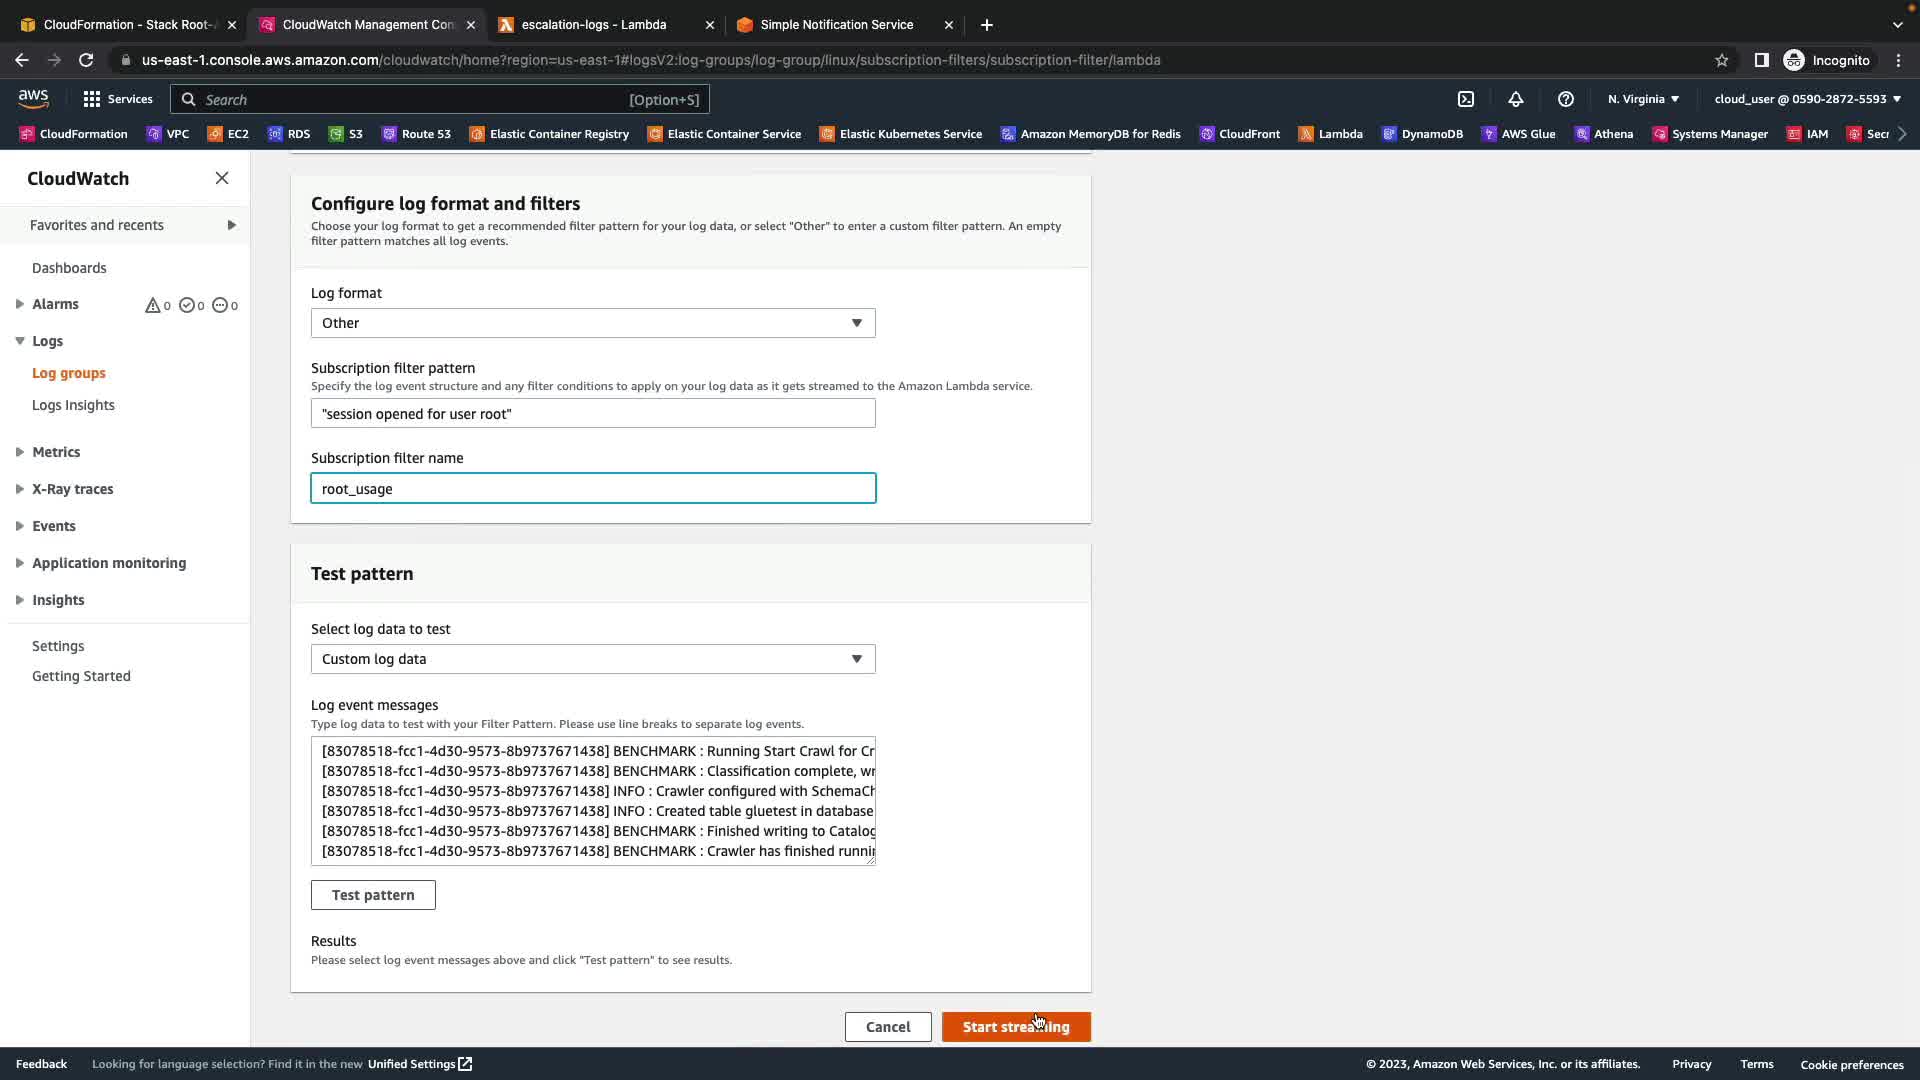 CloudFormation - Stack Root-
CloudWatch Management Con
escalation-logs - Lambda
Simple Notification Service
us-east-1.console.aws.amazon.com/cloudwatch/home?region=us-east-1#logsV2:log-groups/log-group/linux/subscription-filters/subscription-filter/lambda
Incognito
aws
Services
Search
[Option+S]
N. Virginia
cloud_user @ 0590-2872-5593
CloudFormation
VPC
EC2
RDS
S3
Route 53
Elastic Container Registry
Elastic Container Service
Elastic Kubernetes Service
Amazon MemoryDB for Redis
CloudFront
Lambda
DynamoDB
AWS Glue
Athena
Systems Manager
IAM
Secr
CloudWatch
Favorites and recents
Dashboards
Alarms
0
0
0
Logs
Log groups
Logs Insights
Metrics
X-Ray traces
Events
Application monitoring
Insights
Settings
Getting Started
Configure log format and filters
Choose your log format to get a recommended filter pattern for your log data, or select "Other" to enter a custom filter pattern. An empty
filter pattern matches all log events.
Log format
Other
Subscription filter pattern
Specify the log event structure and any filter conditions to apply on your log data as it gets streamed to the Amazon Lambda service.
"session opened for user root"
Subscription filter name
root_usage
Test pattern
Select log data to test
Custom log data
Log event messages
Type log data to test with your Filter Pattern. Please use line breaks to separate log events.
[83078518-fcc1-4d30-9573-8b9737671438] BENCHMARK : Running Start Crawl for Cr
[83078518-fcc1-4d30-9573-8b9737671438] BENCHMARK : Classification complete, wr
[83078518-fcc1-4d30-9573-8b9737671438] INFO : Crawler configured with SchemaCh
[83078518-fcc1-4d30-9573-8b9737671438] INFO : Created table gluetest in database
[83078518-fcc1-4d30-9573-8b9737671438] BENCHMARK : Finished writing to Catalog
[83078518-fcc1-4d30-9573-8b9737671438] BENCHMARK : Crawler has finished runnin
Test pattern
Results
Please select log event messages above and click "Test pattern" to see results.
Cancel
Start streaming
Feedback
Looking for language selection? Find it in the new Unified Settings
© 2023, Amazon Web Services, Inc. or its affiliates.
Privacy
Terms
Cookie preferences